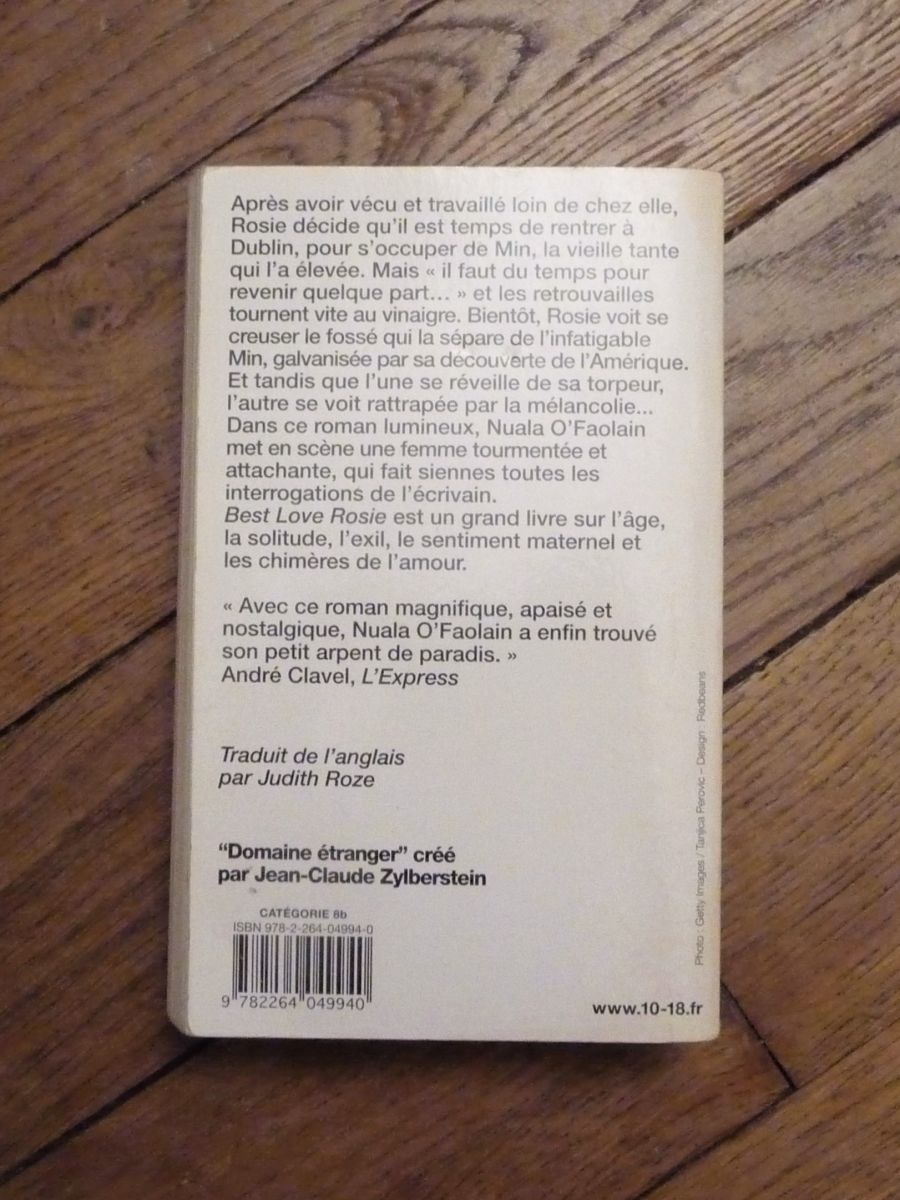 Après avoir vécu et travaillé loin de chez elle,
Rosie décide qu'il est temps de rentrer à
Dublin, pour s'occuper de Min, la vieille tante
qui l'a élevée. Mais « il faut du temps pour
revenir quelque part... » et les retrouvailles
tournent vite au vinaigre. Bientôt, Rosie voit se
creuser le fossé qui la sépare de l'infatigable
Min, galvanisée par sa découverte de l'Amérique.
Et tandis que l'une se réveille de sa torpeur,
l'autre se voit rattrapée par la mélancolie...
Dans ce roman lumineux, Nuala O'Faolain
met en scène une femme tourmentée et
attachante, qui fait siennes toutes les
interrogations de l'écrivain.
Best Love Rosie est un grand livre sur l'âge,
la solitude, l'exil, le sentiment maternel et
les chimères de l'amour.
« Avec ce roman magnifique, apaisé et
nostalgique, Nuala O'Faolain a enfin trouvé
son petit arpent de paradis. »
André Clavel, L'Express
Traduit de l'anglais
par Judith Roze
"Domaine étranger" créé
par Jean-Claude Zylberstein
CATÉGORIE 8b
ISBN 978-2-264-04994-0
9 782264 049940
www.10-18.fr
Photo : Getty Images / Tanjica Perovic – Design : Redbeans